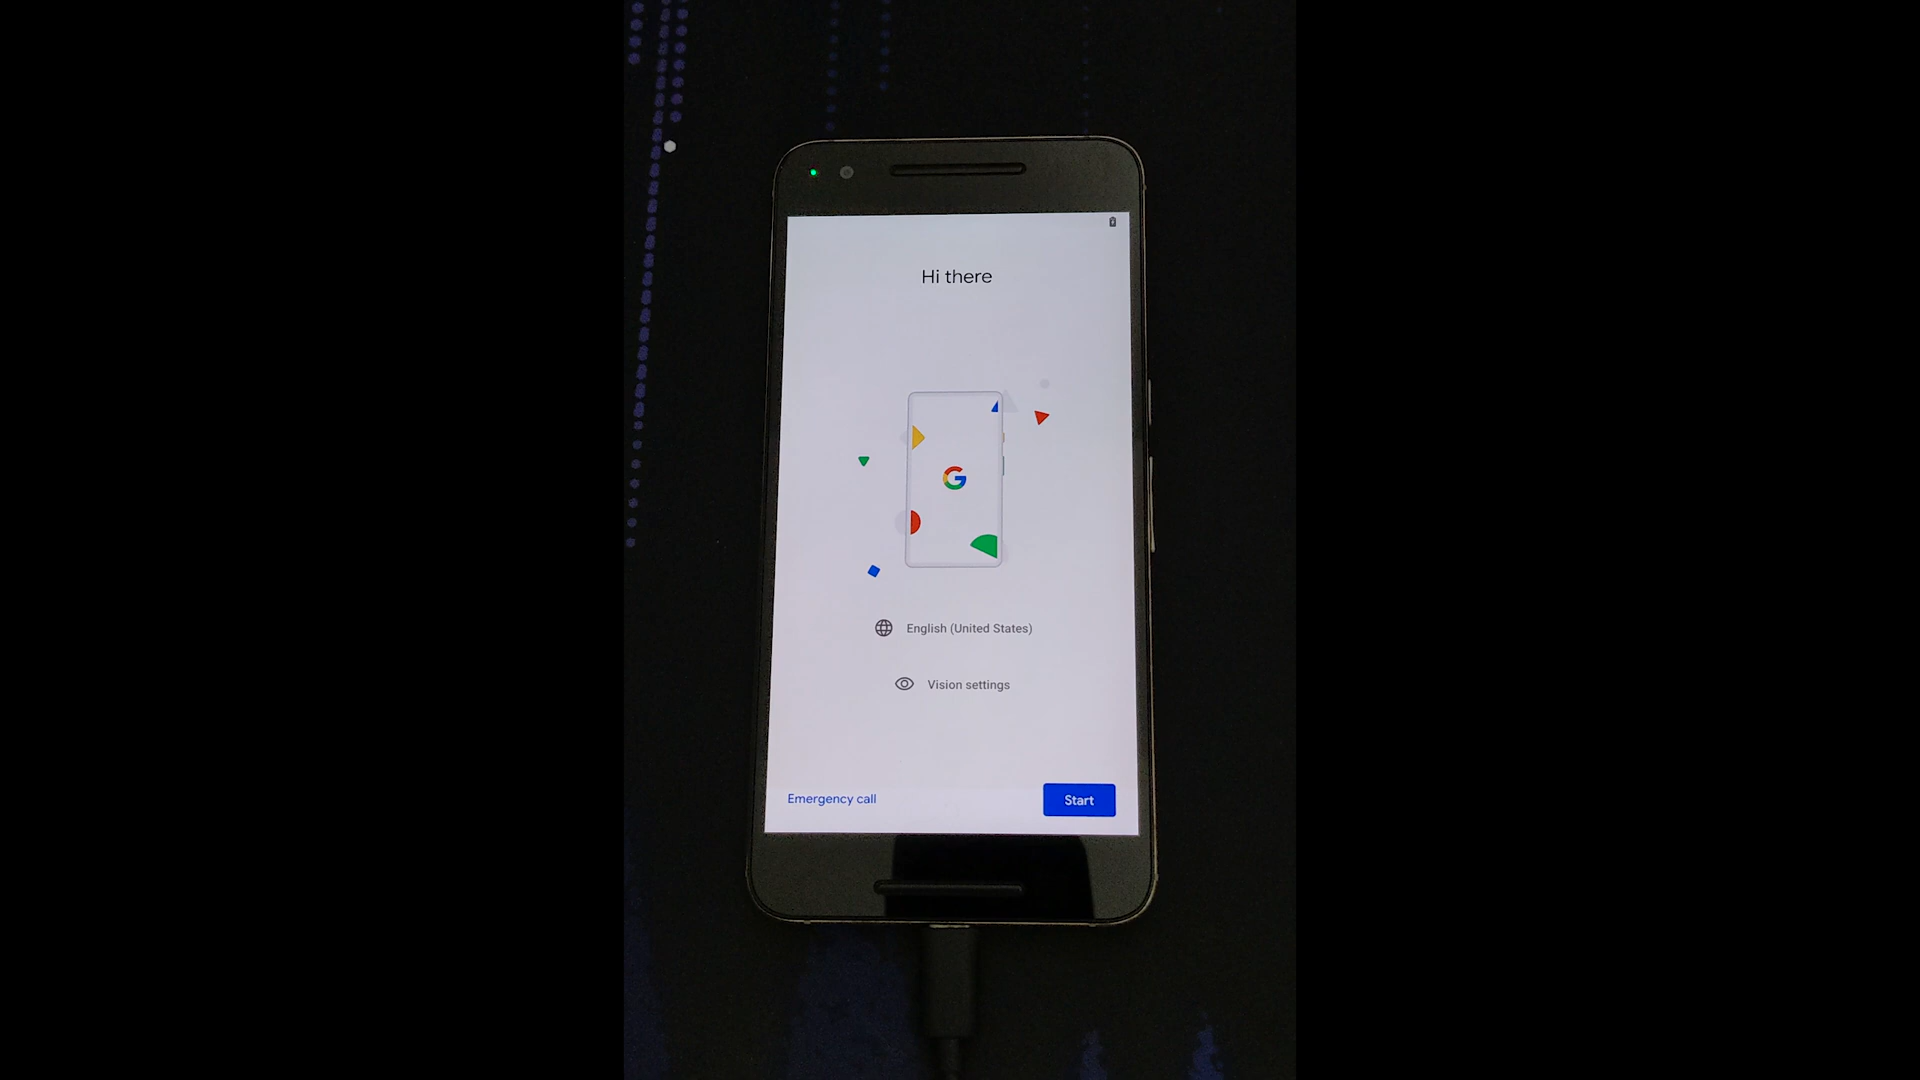 Hi there
G
English (United States)
Vision settings
Emergency call
Start